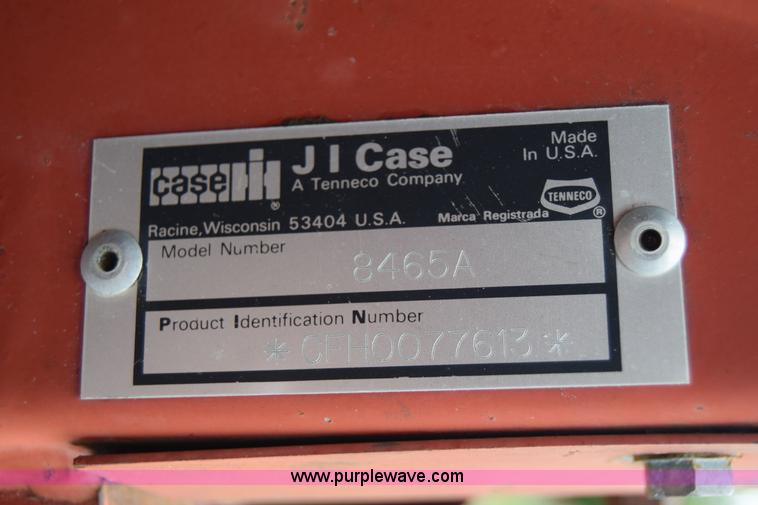 CASE IH ®
J I Case
A Tenneco Company
Made
In U.S.A.
TENNECO ®
Racine, Wisconsin 53404 U.S.A.
Marca Registrada
Model Number
8465A
Product Identification Number
* CFH0077613 *
www.purplewave.com